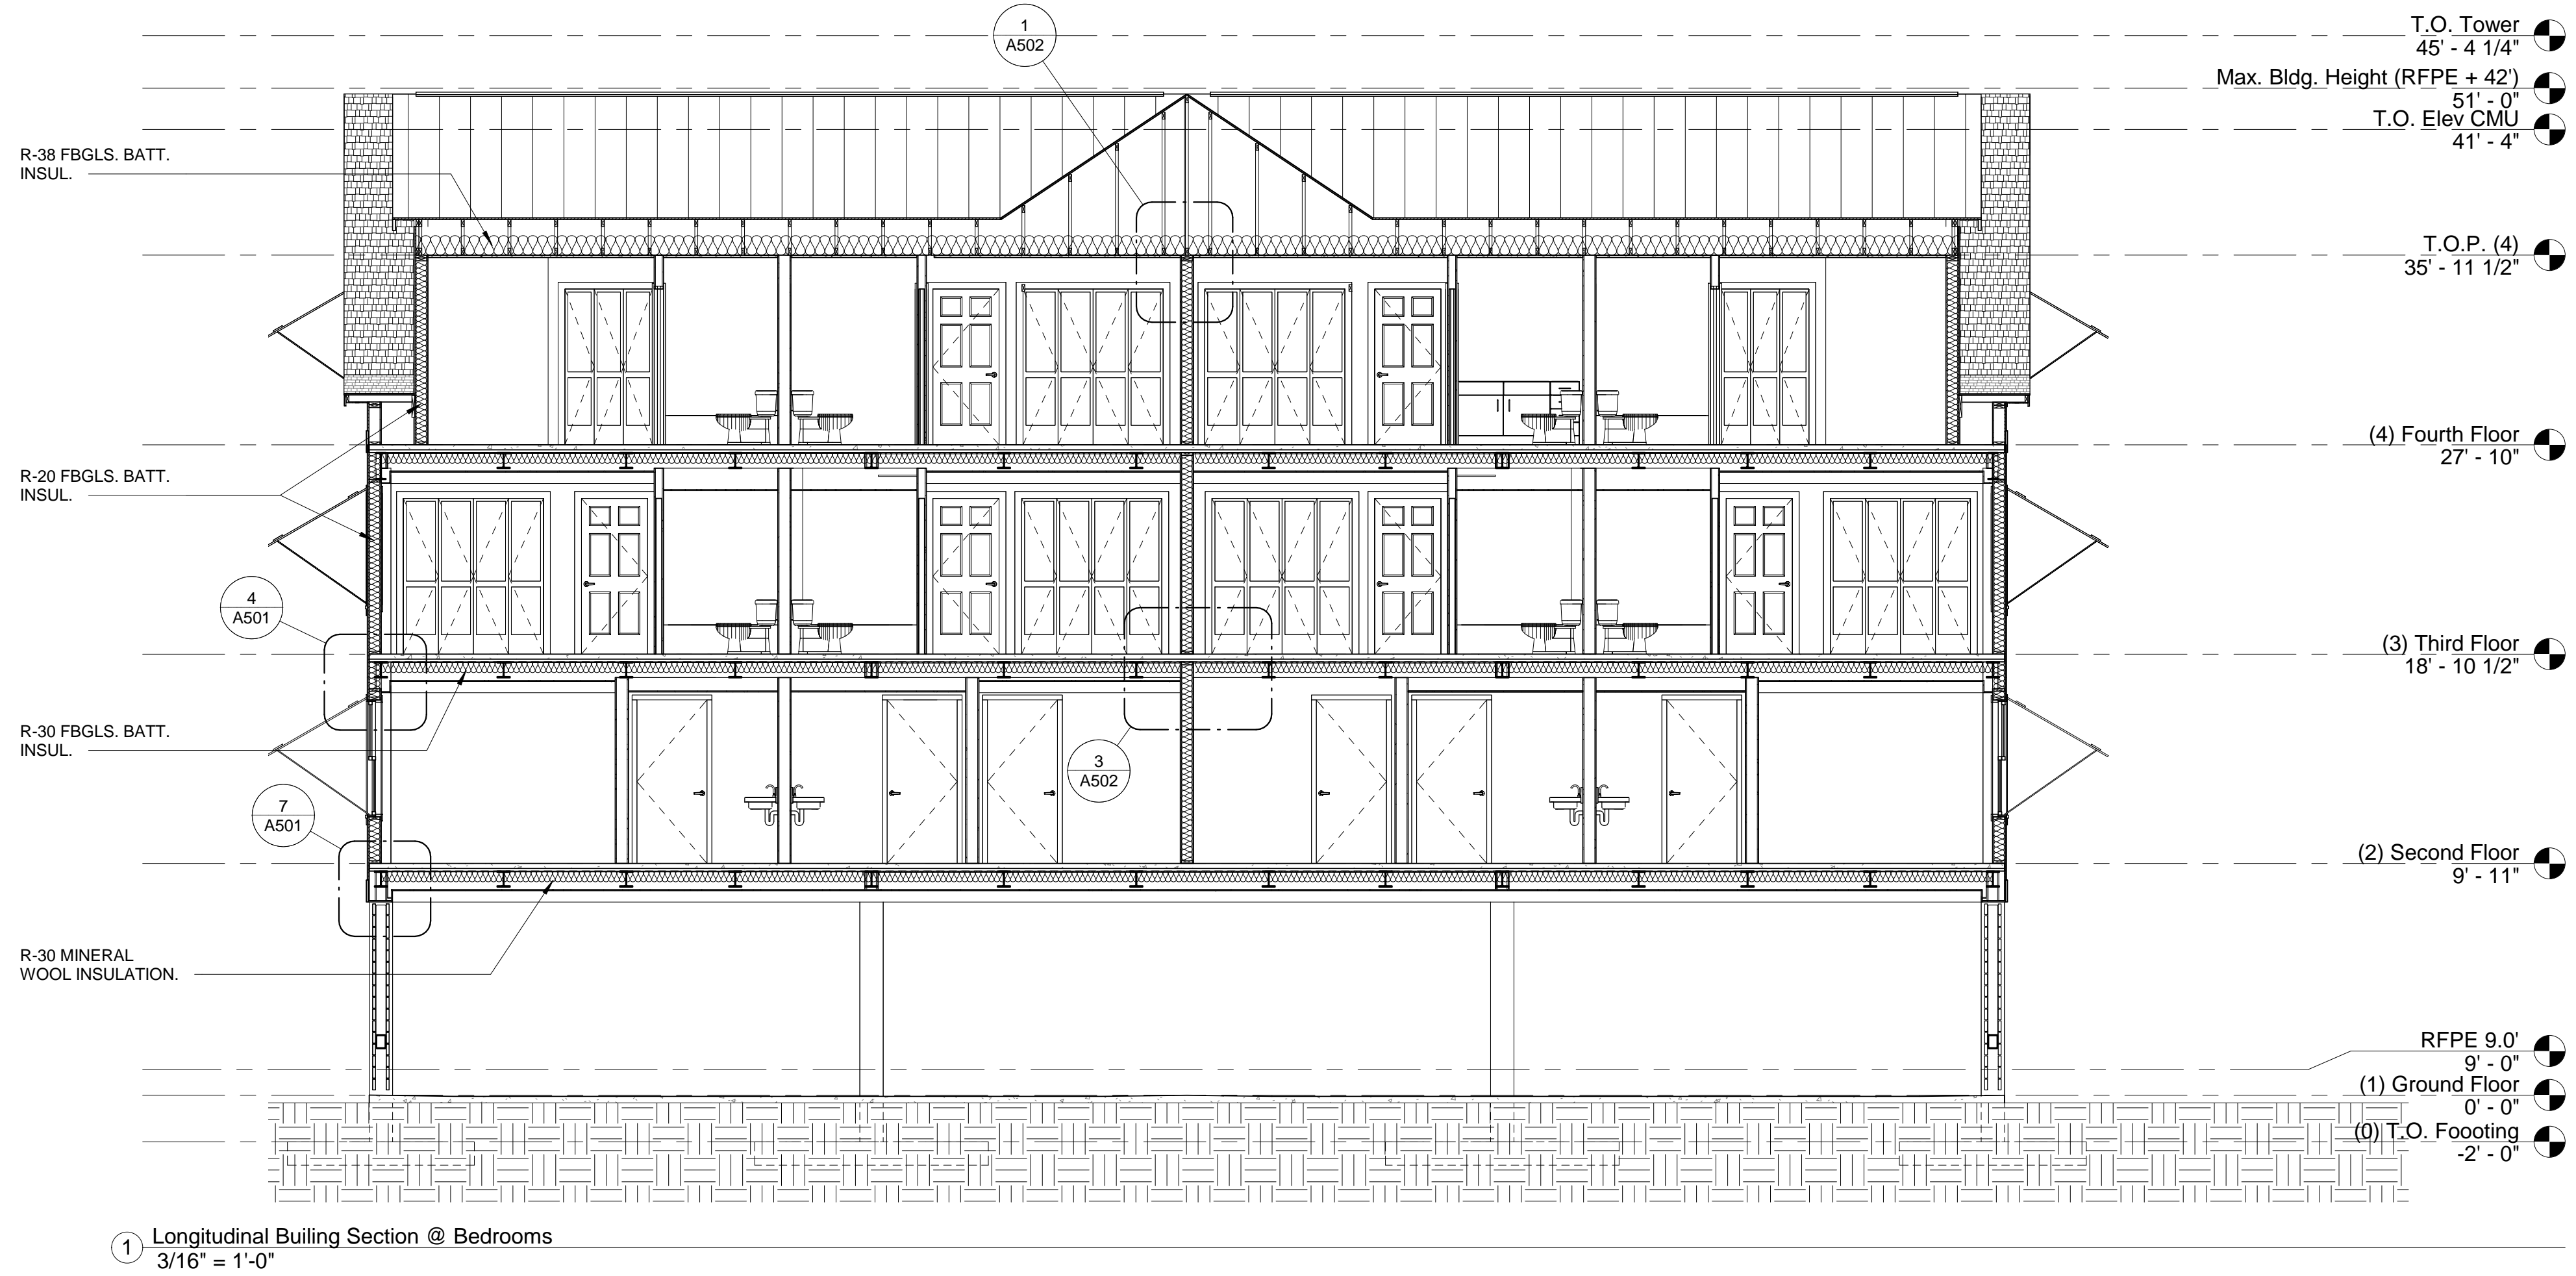 1
A502
T.O. Tower
45' - 4 1/4"
Max. Bldg. Height (RFPE + 42')
51' - 0"
T.O. Elev CMU
41' - 4"
R-38 FBGLS. BATT.
INSUL.
T.O.P. (4)
35' - 11 1/2"
(4) Fourth Floor
27' - 10"
R-20 FBGLS. BATT.
INSUL.
4
A501
(3) Third Floor
18' - 10 1/2"
R-30 FBGLS. BATT.
INSUL.
3
A502
7
A501
(2) Second Floor
9' - 11"
R-30 MINERAL
WOOL INSULATION.
RFPE 9.0'
9' - 0"
(1) Ground Floor
0' - 0"
(0) T.O. Foooting
-2' - 0"
1
Longitudinal Builing Section @ Bedrooms
3/16" = 1'-0"